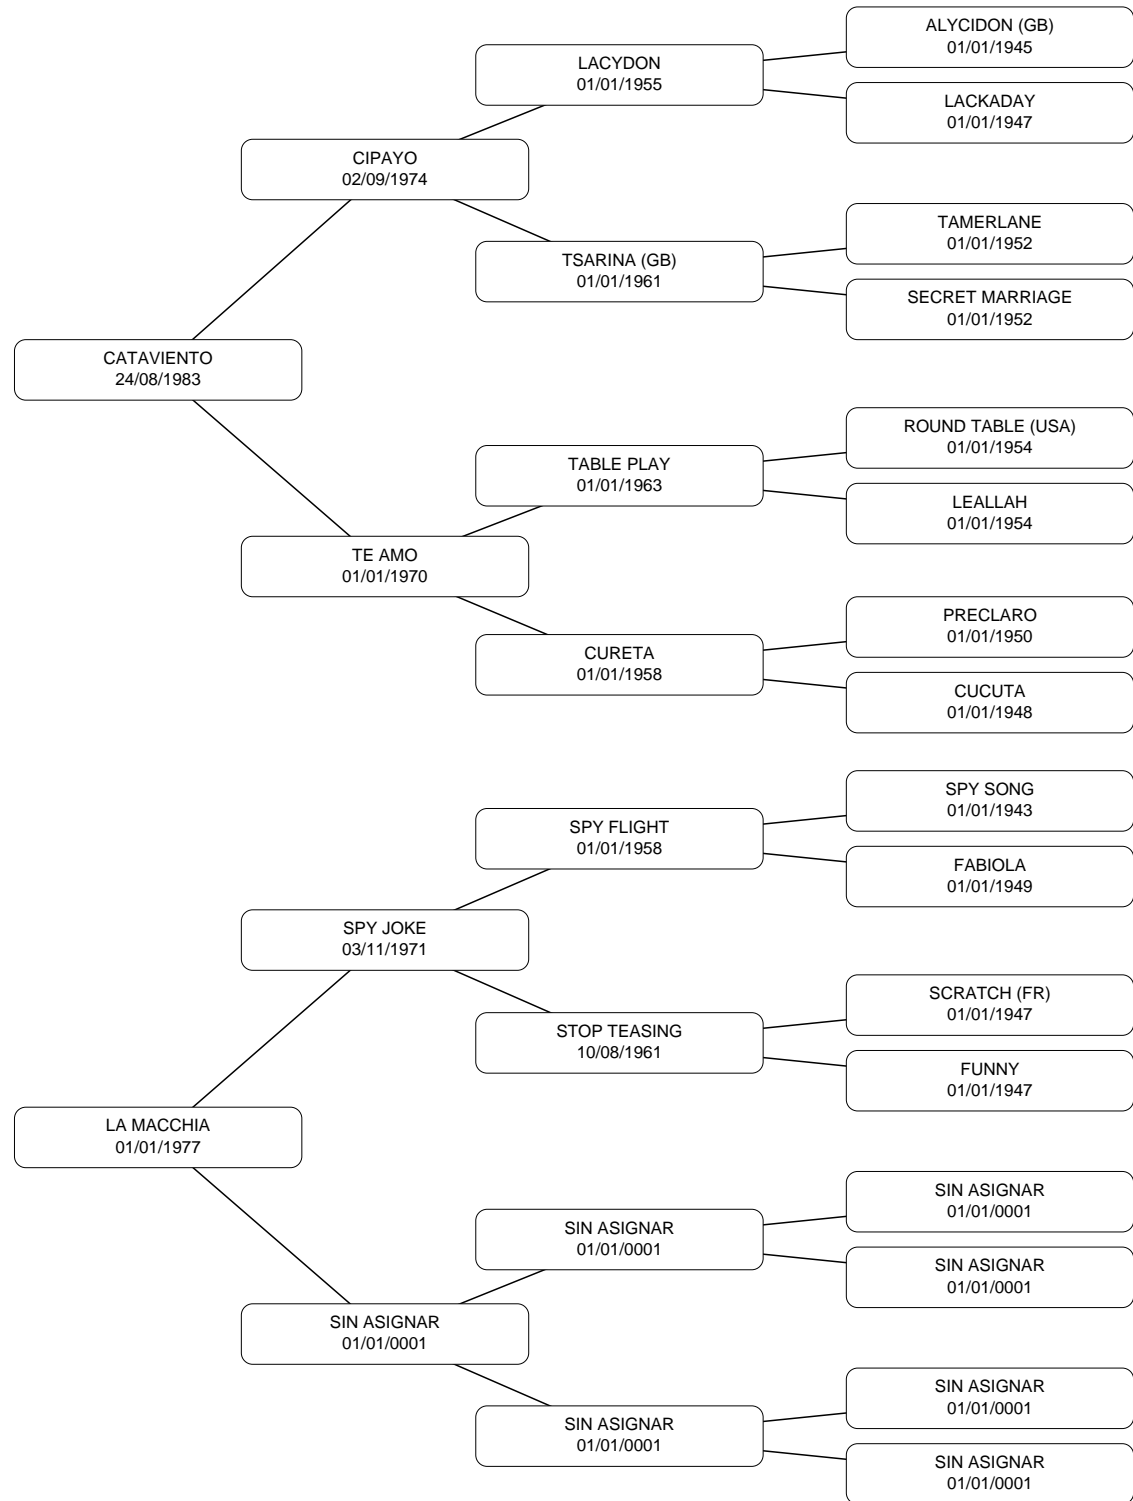 ALYCIDON (GB)
01/01/1945
LACYDON
01/01/1955
LACKADAY
01/01/1947
CIPAYO
02/09/1974
TAMERLANE
01/01/1952
TSARINA (GB)
01/01/1961
SECRET MARRIAGE
01/01/1952
CATAVIENTO
24/08/1983
ROUND TABLE (USA)
01/01/1954
TABLE PLAY
01/01/1963
LEALLAH
01/01/1954
TE AMO
01/01/1970
PRECLARO
01/01/1950
CURETA
01/01/1958
CUCUTA
01/01/1948
SPY SONG
01/01/1943
SPY FLIGHT
01/01/1958
FABIOLA
01/01/1949
SPY JOKE
03/11/1971
SCRATCH (FR)
01/01/1947
STOP TEASING
10/08/1961
FUNNY
01/01/1947
LA MACCHIA
01/01/1977
SIN ASIGNAR
01/01/0001
SIN ASIGNAR
01/01/0001
SIN ASIGNAR
01/01/0001
SIN ASIGNAR
01/01/0001
SIN ASIGNAR
01/01/0001
SIN ASIGNAR
01/01/0001
SIN ASIGNAR
01/01/0001